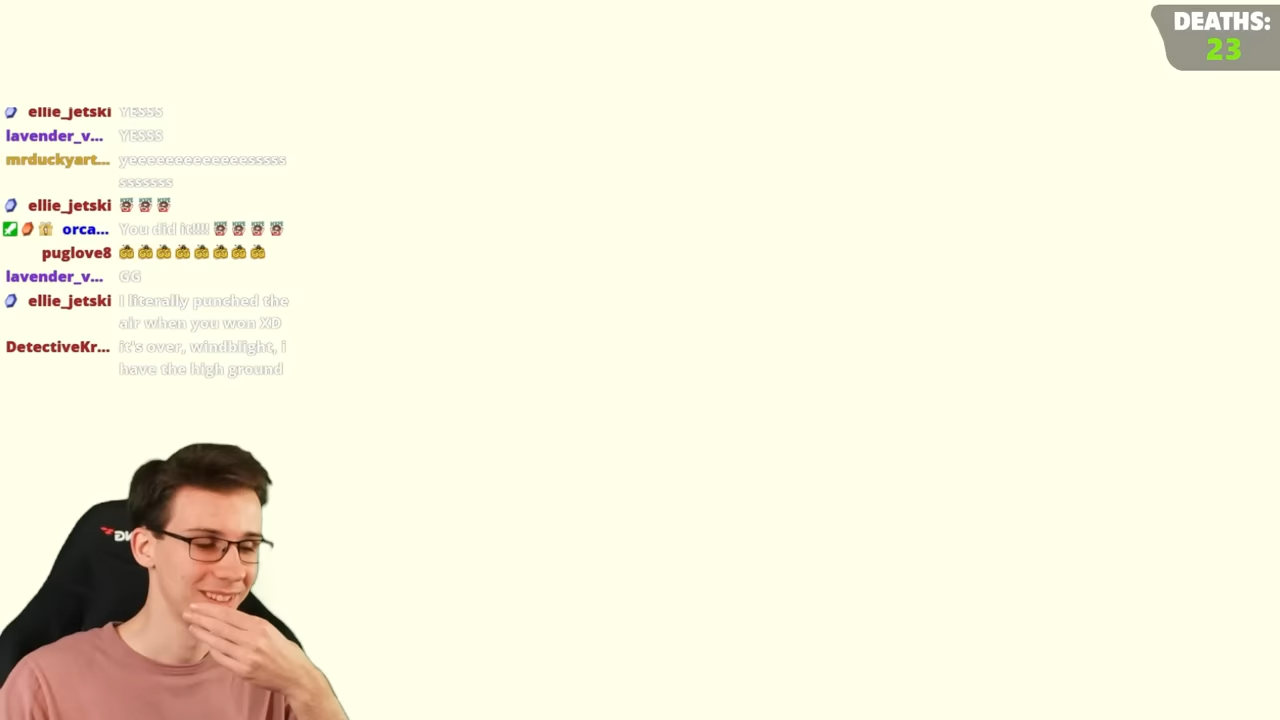 DEATHS:
23
ellie_jetski YESSS
lavender_v... YESSS
mrduckyart... yeeeeeeeeeeeeesssss
sssssss
ellie_jetski
orca... You did it!!!!
puglove8
lavender_v... GG
ellie_jetski I literally punched the
air when you won XD
DetectiveKr... it's over, windblight, i
have the high ground